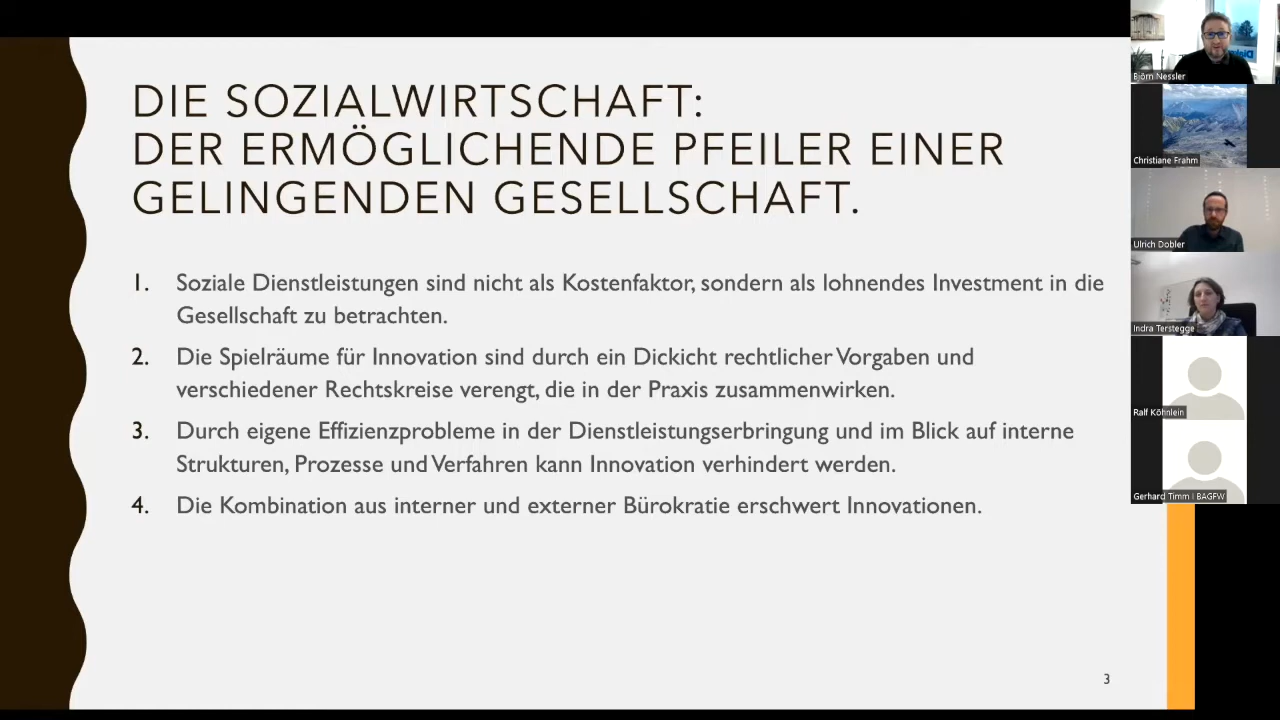 DIE SOZIALWIRTSCHAFT:
DER ERMÖGLICHENDE PFEILER EINER
GELINGENDEN GESELLSCHAFT.
1. Soziale Dienstleistungen sind nicht als Kostenfaktor, sondern als lohnendes Investment in die
Gesellschaft zu betrachten.
2. Die Spielräume für Innovation sind durch ein Dickicht rechtlicher Vorgaben und
verschiedener Rechtskreise verengt, die in der Praxis zusammenwirken.
3. Durch eigene Effizienzprobleme in der Dienstleistungserbringung und im Blick auf interne
Strukturen, Prozesse und Verfahren kann Innovation verhindert werden.
4. Die Kombination aus interner und externer Bürokratie erschwert Innovationen.
3
Björn Nessler
Christiane Frahm
Ulrich Dobler
Indra Terstegge
Ralf Köhnlein
Gerhard Timm I BAGFW